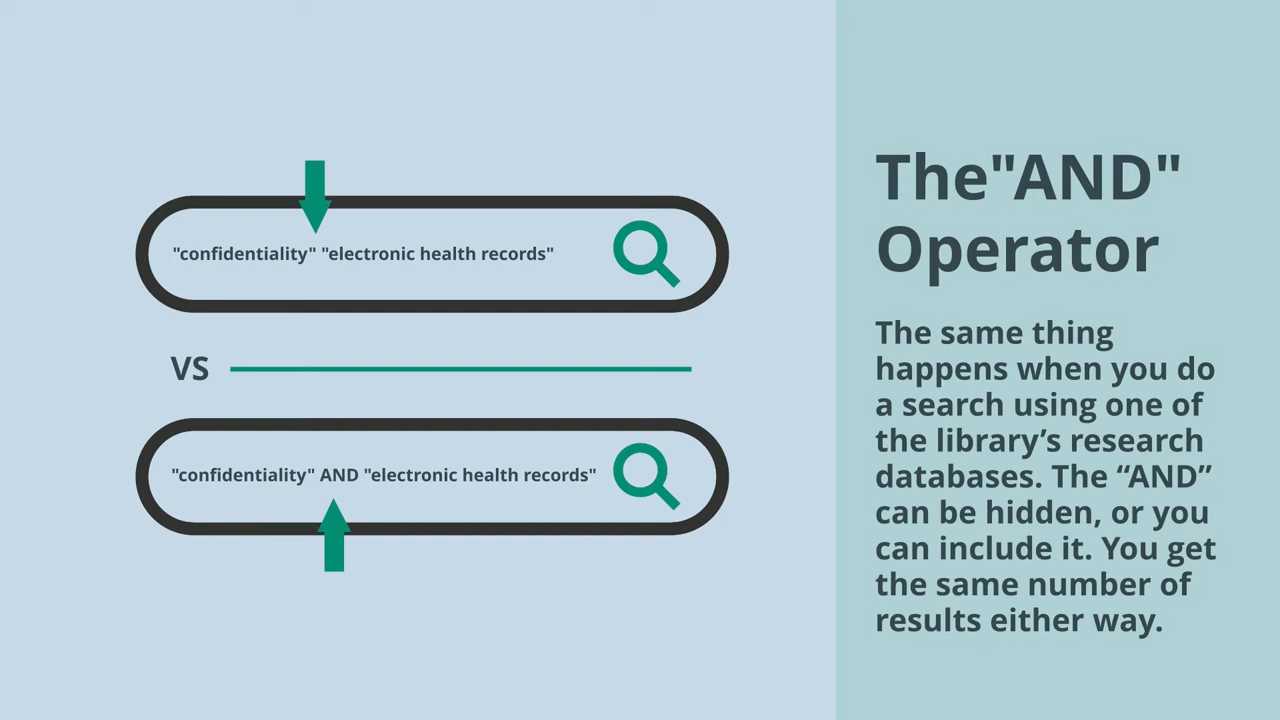 "confidentiality" "electronic health records"
VS
"confidentiality" AND "electronic health records"
The"AND"
Operator
The same thing
happens when you do
a search using one of
the library’s research
databases. The “AND”
can be hidden, or you
can include it. You get
the same number of
results either way.